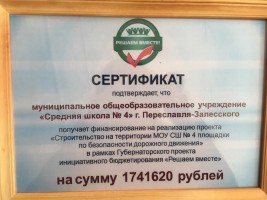 РЕШАЕМ ВМЕСТЕ!
СЕРТИФИКАТ
подтверждает, что
муниципальное общеобразовательное учреждение
«Средняя школа № 4» г. Переславля-Залесского
получает финансирование на реализацию проекта
«Строительство на территории МОУ СШ № 4 площадки
по безопасности дорожного движения»
в рамках Губернаторского проекта
инициативного бюджетирования «Решаем вместе»
на сумму 1741620 рублей